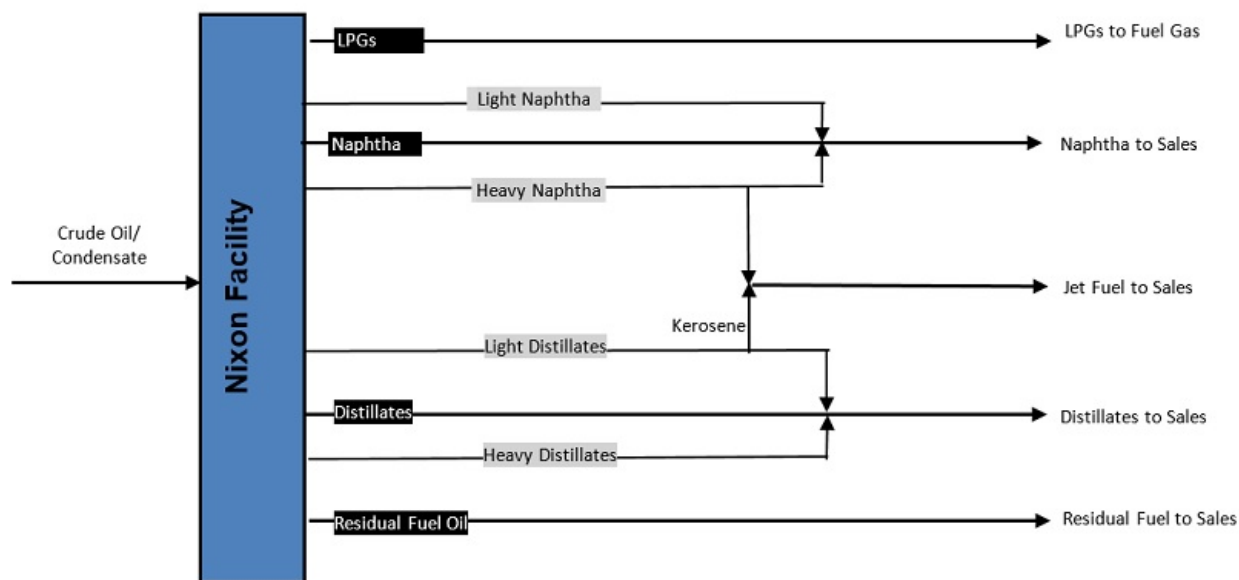 LPGs
LPGs to Fuel Gas
Light Naphtha
Naphtha
Naphtha to Sales
Heavy Naphtha
Crude Oil/
Condensate
Nixon Facility
Jet Fuel to Sales
Kerosene
Light Distillates
Distillates
Distillates to Sales
Heavy Distillates
Residual Fuel Oil
Residual Fuel to Sales